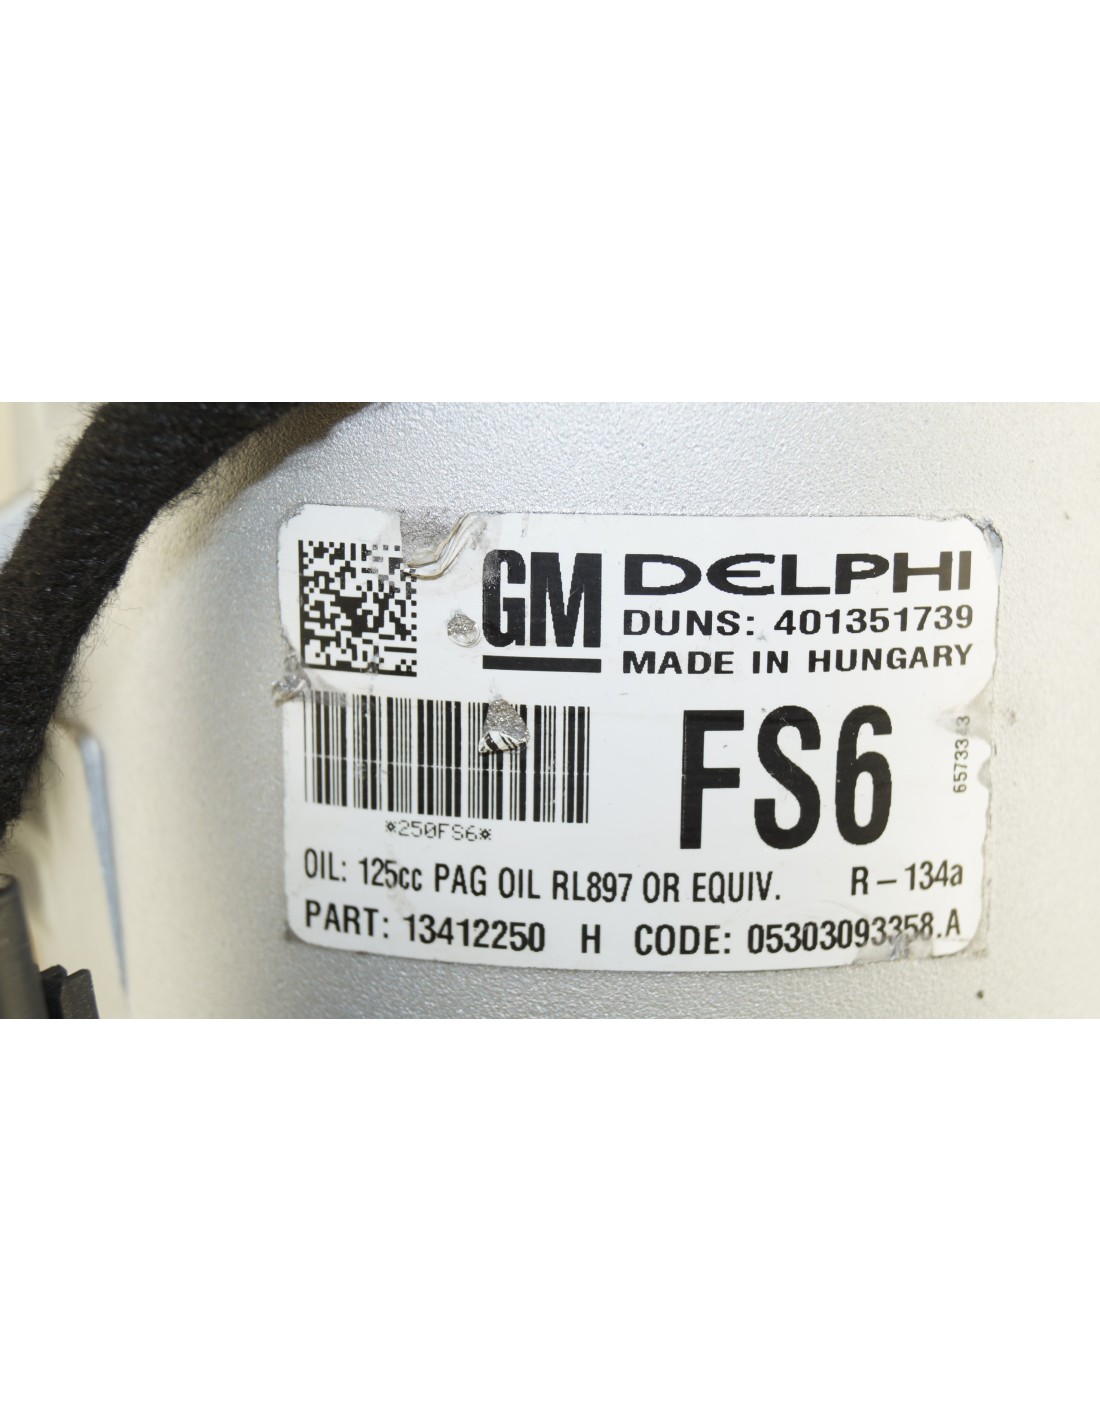 GM DELPHI
DUNS: 401351739
MADE IN HUNGARY
FS6
*250FS6*
OIL: 125cc PAG OIL RL897 OR EQUIV. R-134a
PART: 13412250 H CODE: 05303093358.A